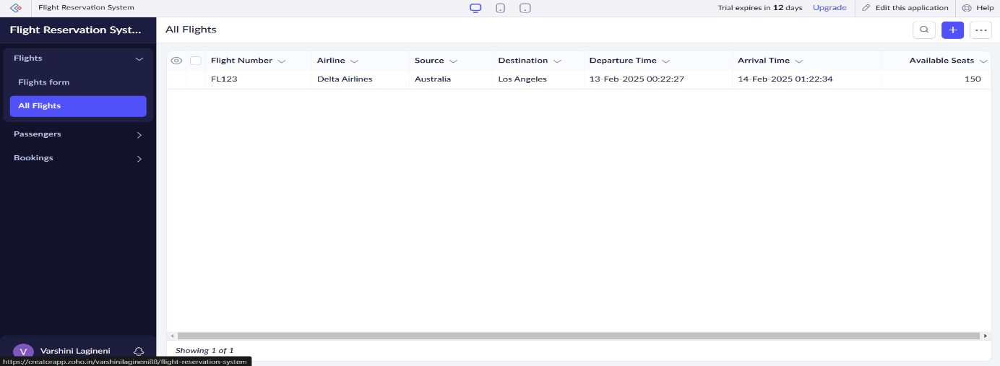 Flight Reservation System
Trial expires in 12 days Upgrade Edit this application Help
Flight Reservation Syst...
Flights
Flights form
All Flights
Passengers
Bookings
All Flights
Flight Number Airline Source Destination Departure Time Arrival Time Available Seats
FL123 Delta Airlines Australia Los Angeles 13-Feb-2025 00:22:27 14-Feb-2025 01:22:34 150
Showing 1 of 1
V Varshini Lagineni
https://creatorapp.zoho.in/varshinilagineni88/flight-reservation-system